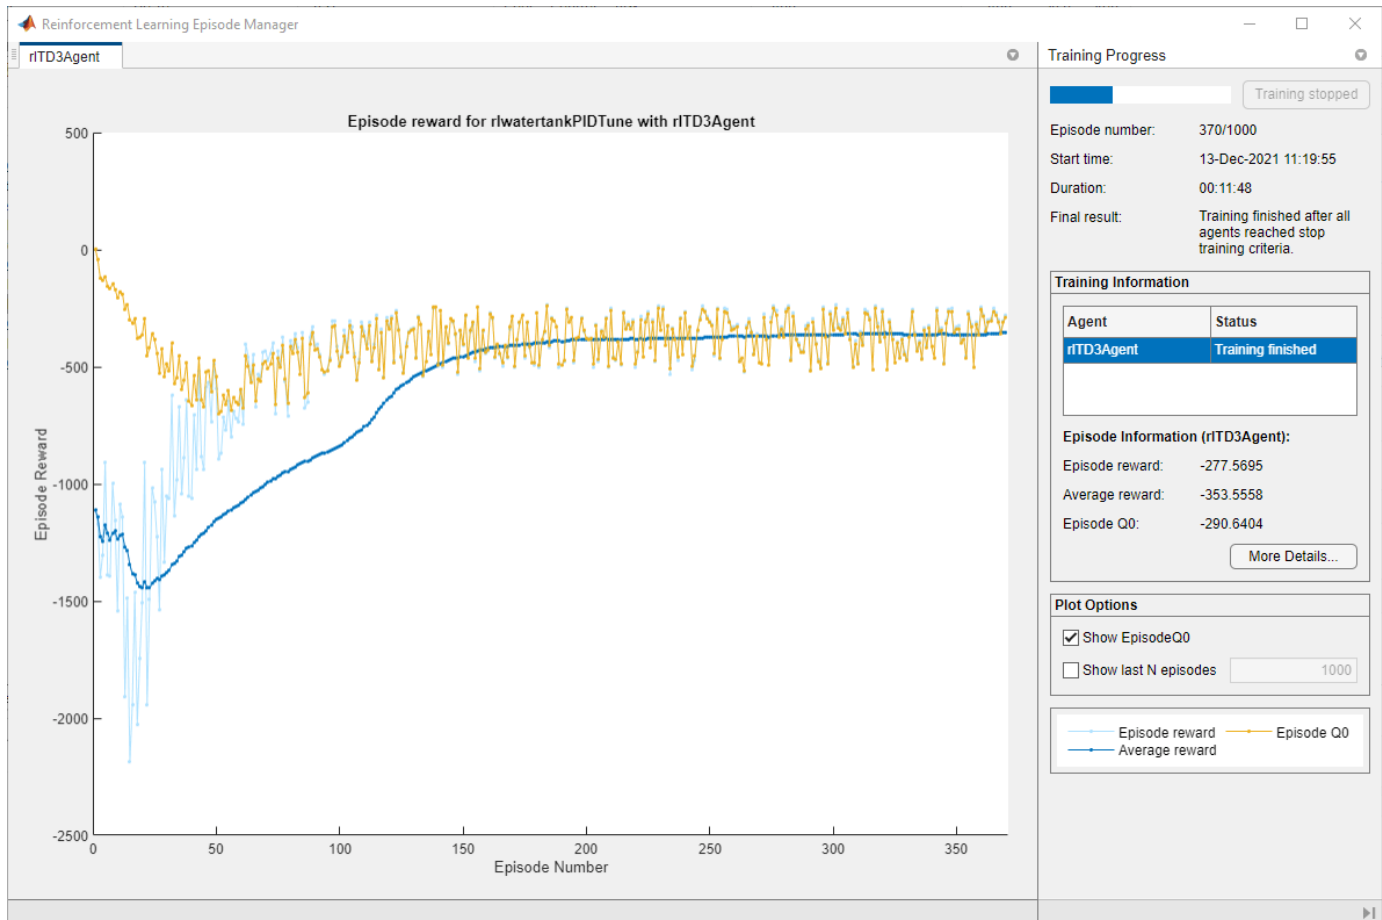 Reinforcement Learning Episode Manager
rlTD3Agent
Episode reward for rlwatertankPIDTune with rlTD3Agent
500
0
-500
-1000
-1500
-2000
-2500
Episode Reward
0 50 100 150 200 250 300 350
Episode Number
Training Progress
Training stopped
Episode number: 370/1000
Start time: 13-Dec-2021 11:19:55
Duration: 00:11:48
Final result: Training finished after all
agents reached stop
training criteria.
Training Information
Agent Status
rlTD3Agent Training finished
Episode Information (rlTD3Agent):
Episode reward: -277.5695
Average reward: -353.5558
Episode Q0: -290.6404
More Details...
Plot Options
Show EpisodeQ0
Show last N episodes 1000
Episode reward Episode Q0
Average reward